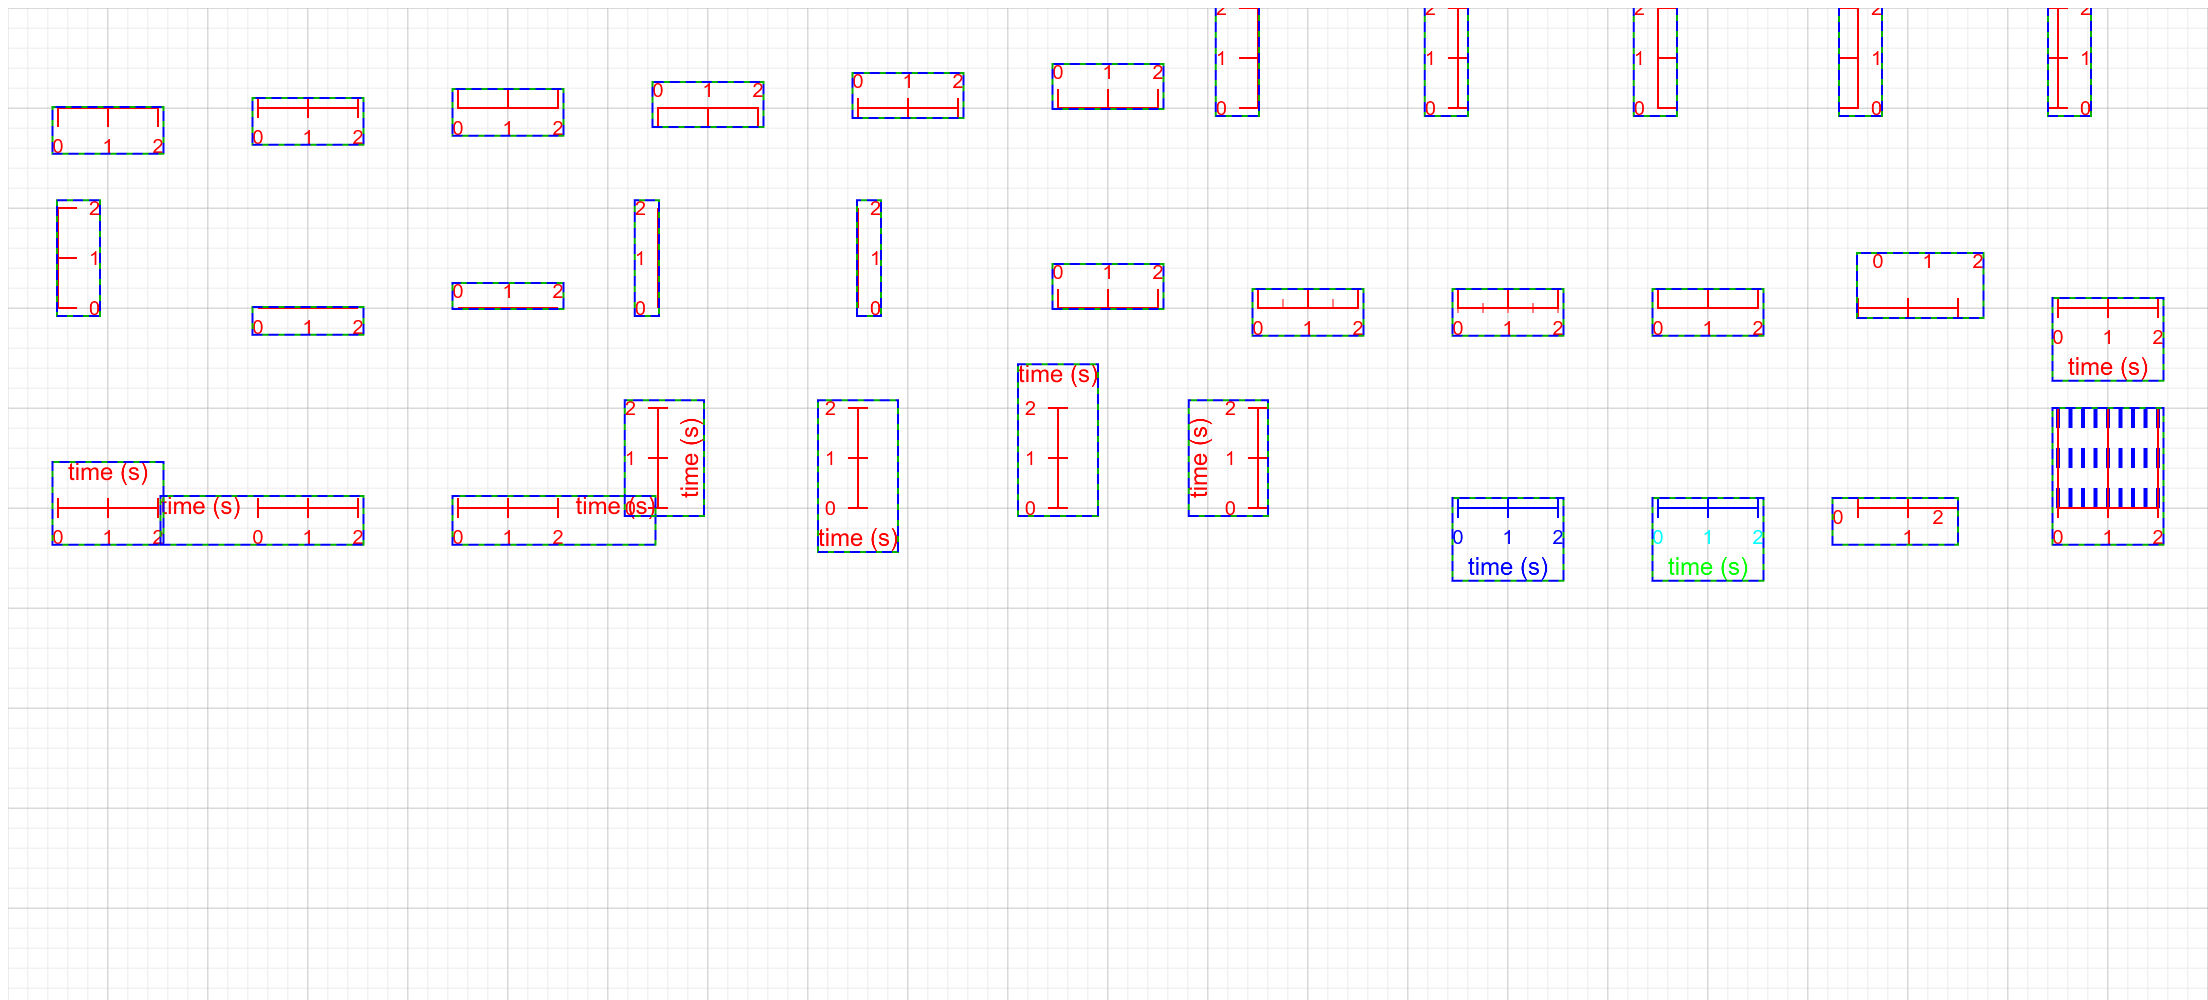 2 2 2 2 2
0 1 2 0 1 2
0 1 2
1 1 1 1 1
0 1 2 0 1 2 0 1 2
0 0 0 0 0
2 2 2
1 1 1
0 0 0
0 1 2
0 1 2
0 1 2
0 1 2
0 1 2 0 1 2 0 1 2 0 1 2
0 1 2
time (s)
time (s)
2 2 2 2
time (s) time (s)
1 1 1 1
time (s)
time (s) time (s)
0 0 0 0
0 2
0 1 2 0 1 2 0 1 2 time (s) 0 1 2 0 1 2 1 0 1 2
time (s) time (s)